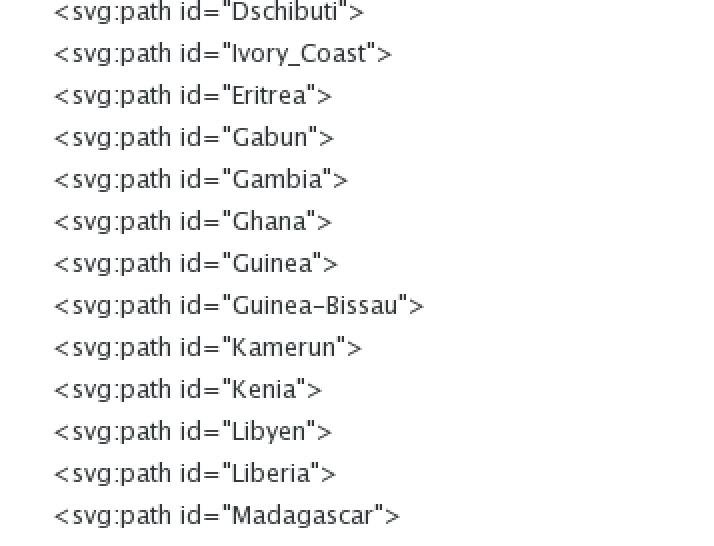 <svg:path id="Dschibuti">
<svg:path id="Ivory_Coast">
<svg:path id="Eritrea">
<svg:path id="Gabun">
<svg:path id="Gambia">
<svg:path id="Ghana">
<svg:path id="Guinea">
<svg:path id="Guinea-Bissau">
<svg:path id="Kamerun">
<svg:path id="Kenia">
<svg:path id="Libyen">
<svg:path id="Liberia">
<svg:path id="Madagascar">